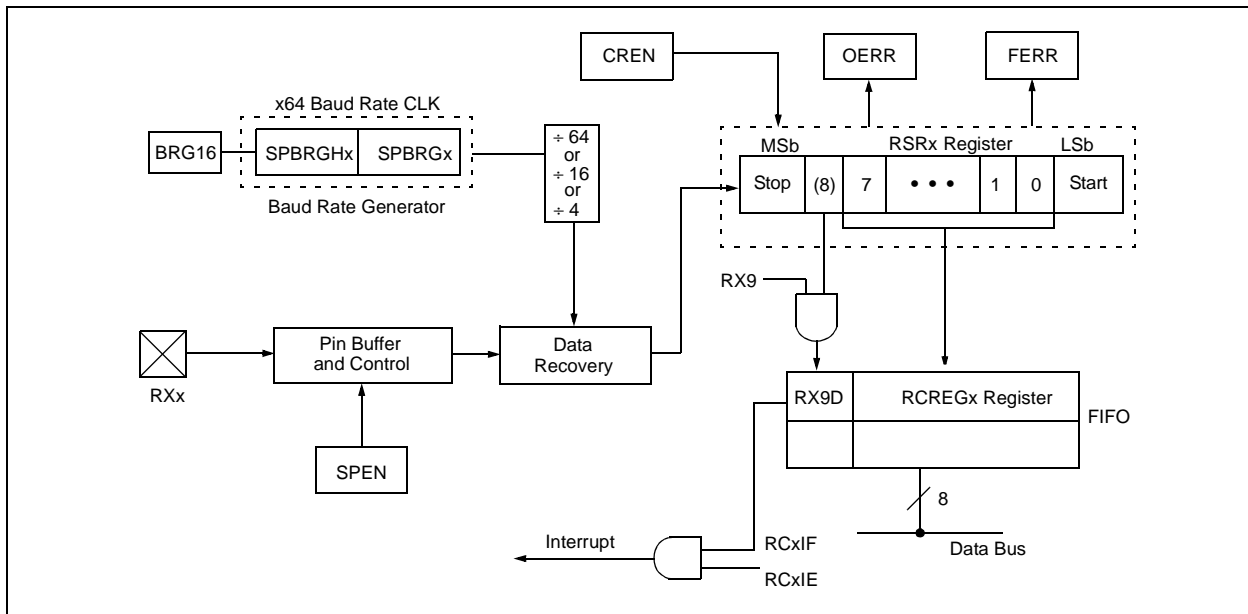 CREN
OERR
FERR
x64 Baud Rate CLK
BRG16
SPBRGHx
SPBRGx
Baud Rate Generator
÷ 64
or
÷ 16
or
÷ 4
MSb
RSRx Register
LSb
Stop
(8)
7
• • •
1
0
Start
RX9
RXx
Pin Buffer
and Control
Data
Recovery
SPEN
RX9D
RCREGx Register
FIFO
8
Data Bus
Interrupt
RCxIF
RCxIE